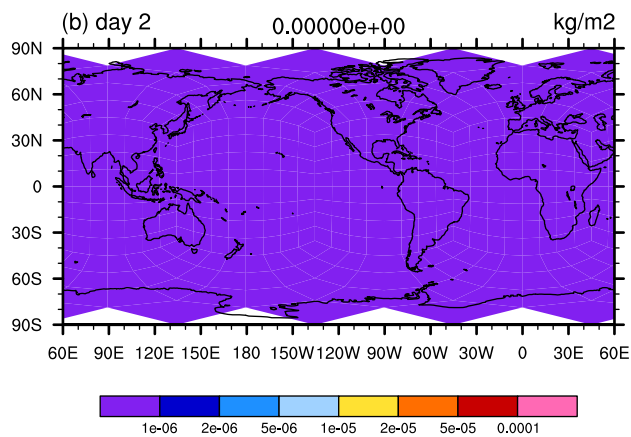 (b) day 2 0.00000e+00 kg/m2
90N
60N
30N
0
30S
60S
90S
60E 90E 120E 150E 180 150W 120W 90W 60W 30W 0 30E 60E
1e-06 2e-06 5e-06 1e-05 2e-05 5e-05 0.0001